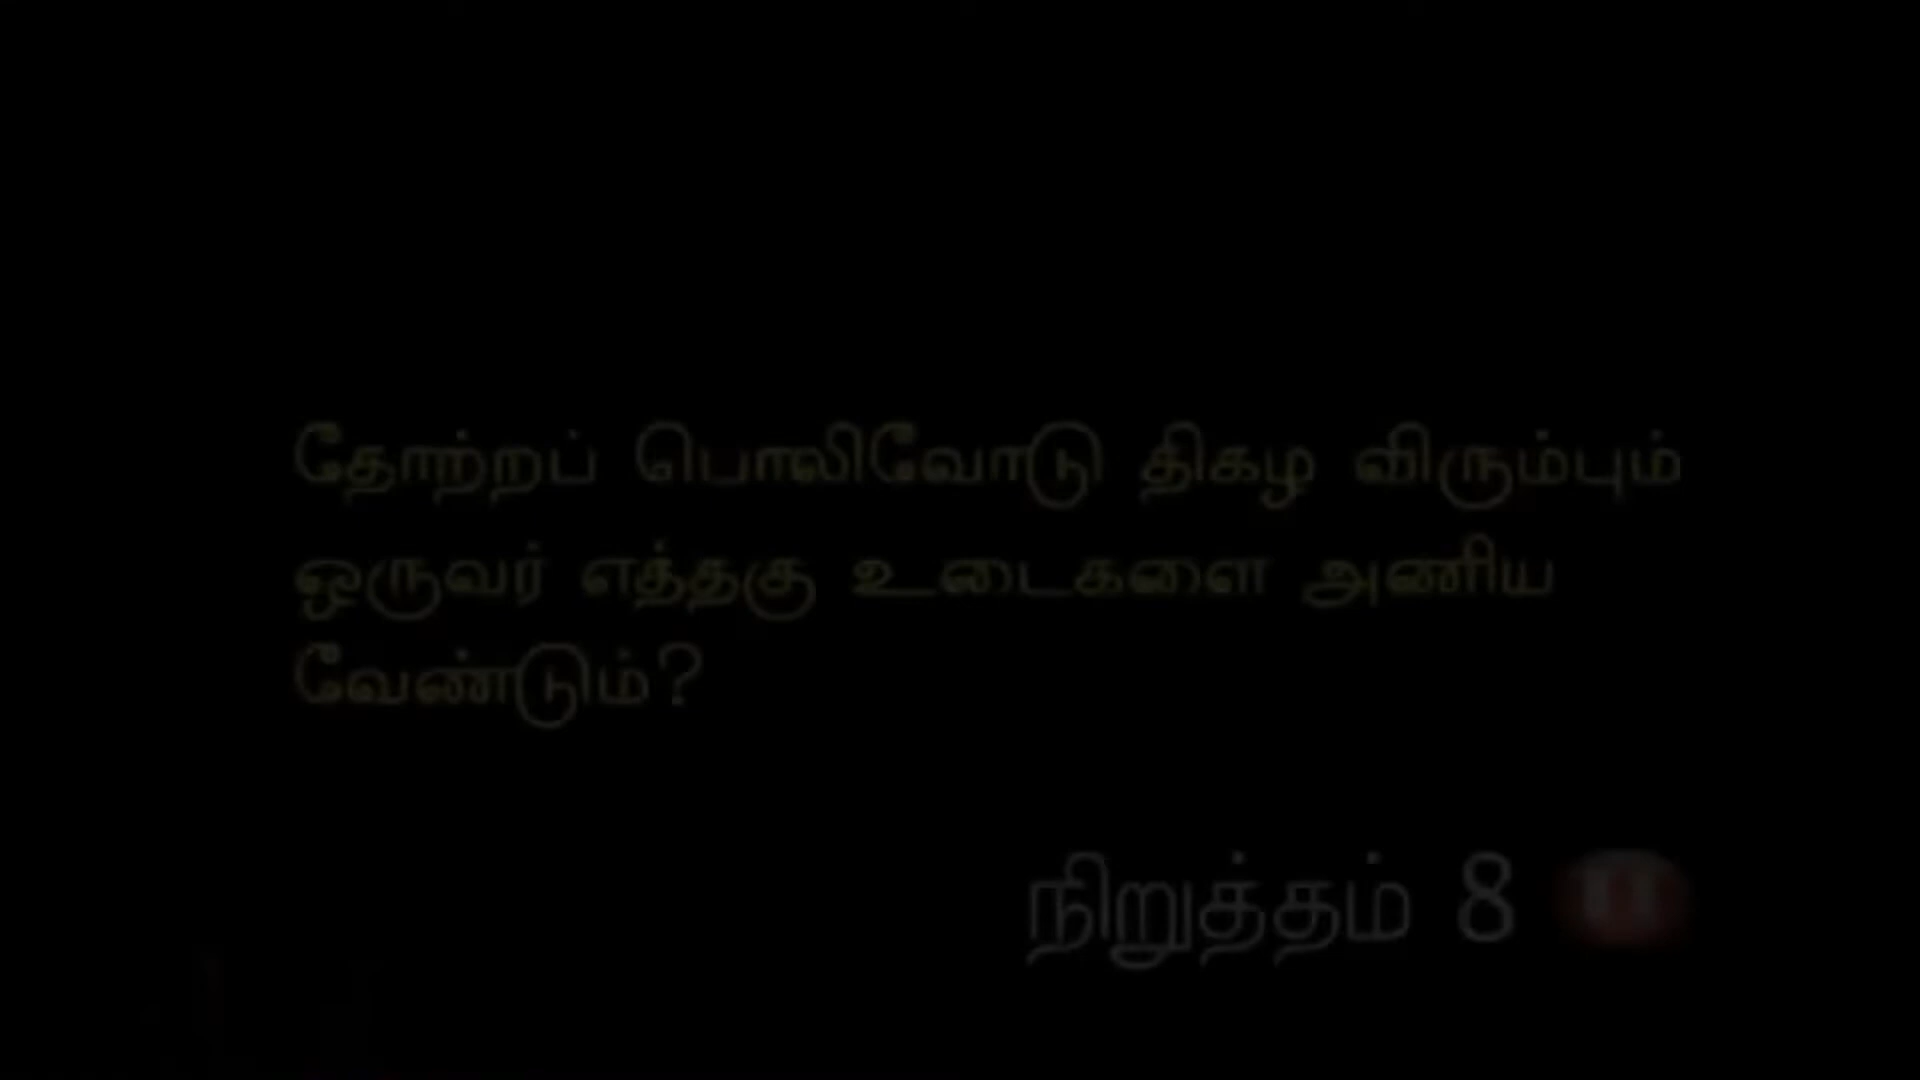 தோற்றப் பொலிவோடு திகழ விரும்பும்
ஒருவர் எத்தகு உடைகளை அணிய
வேண்டும்?
நிறுத்தம் 8